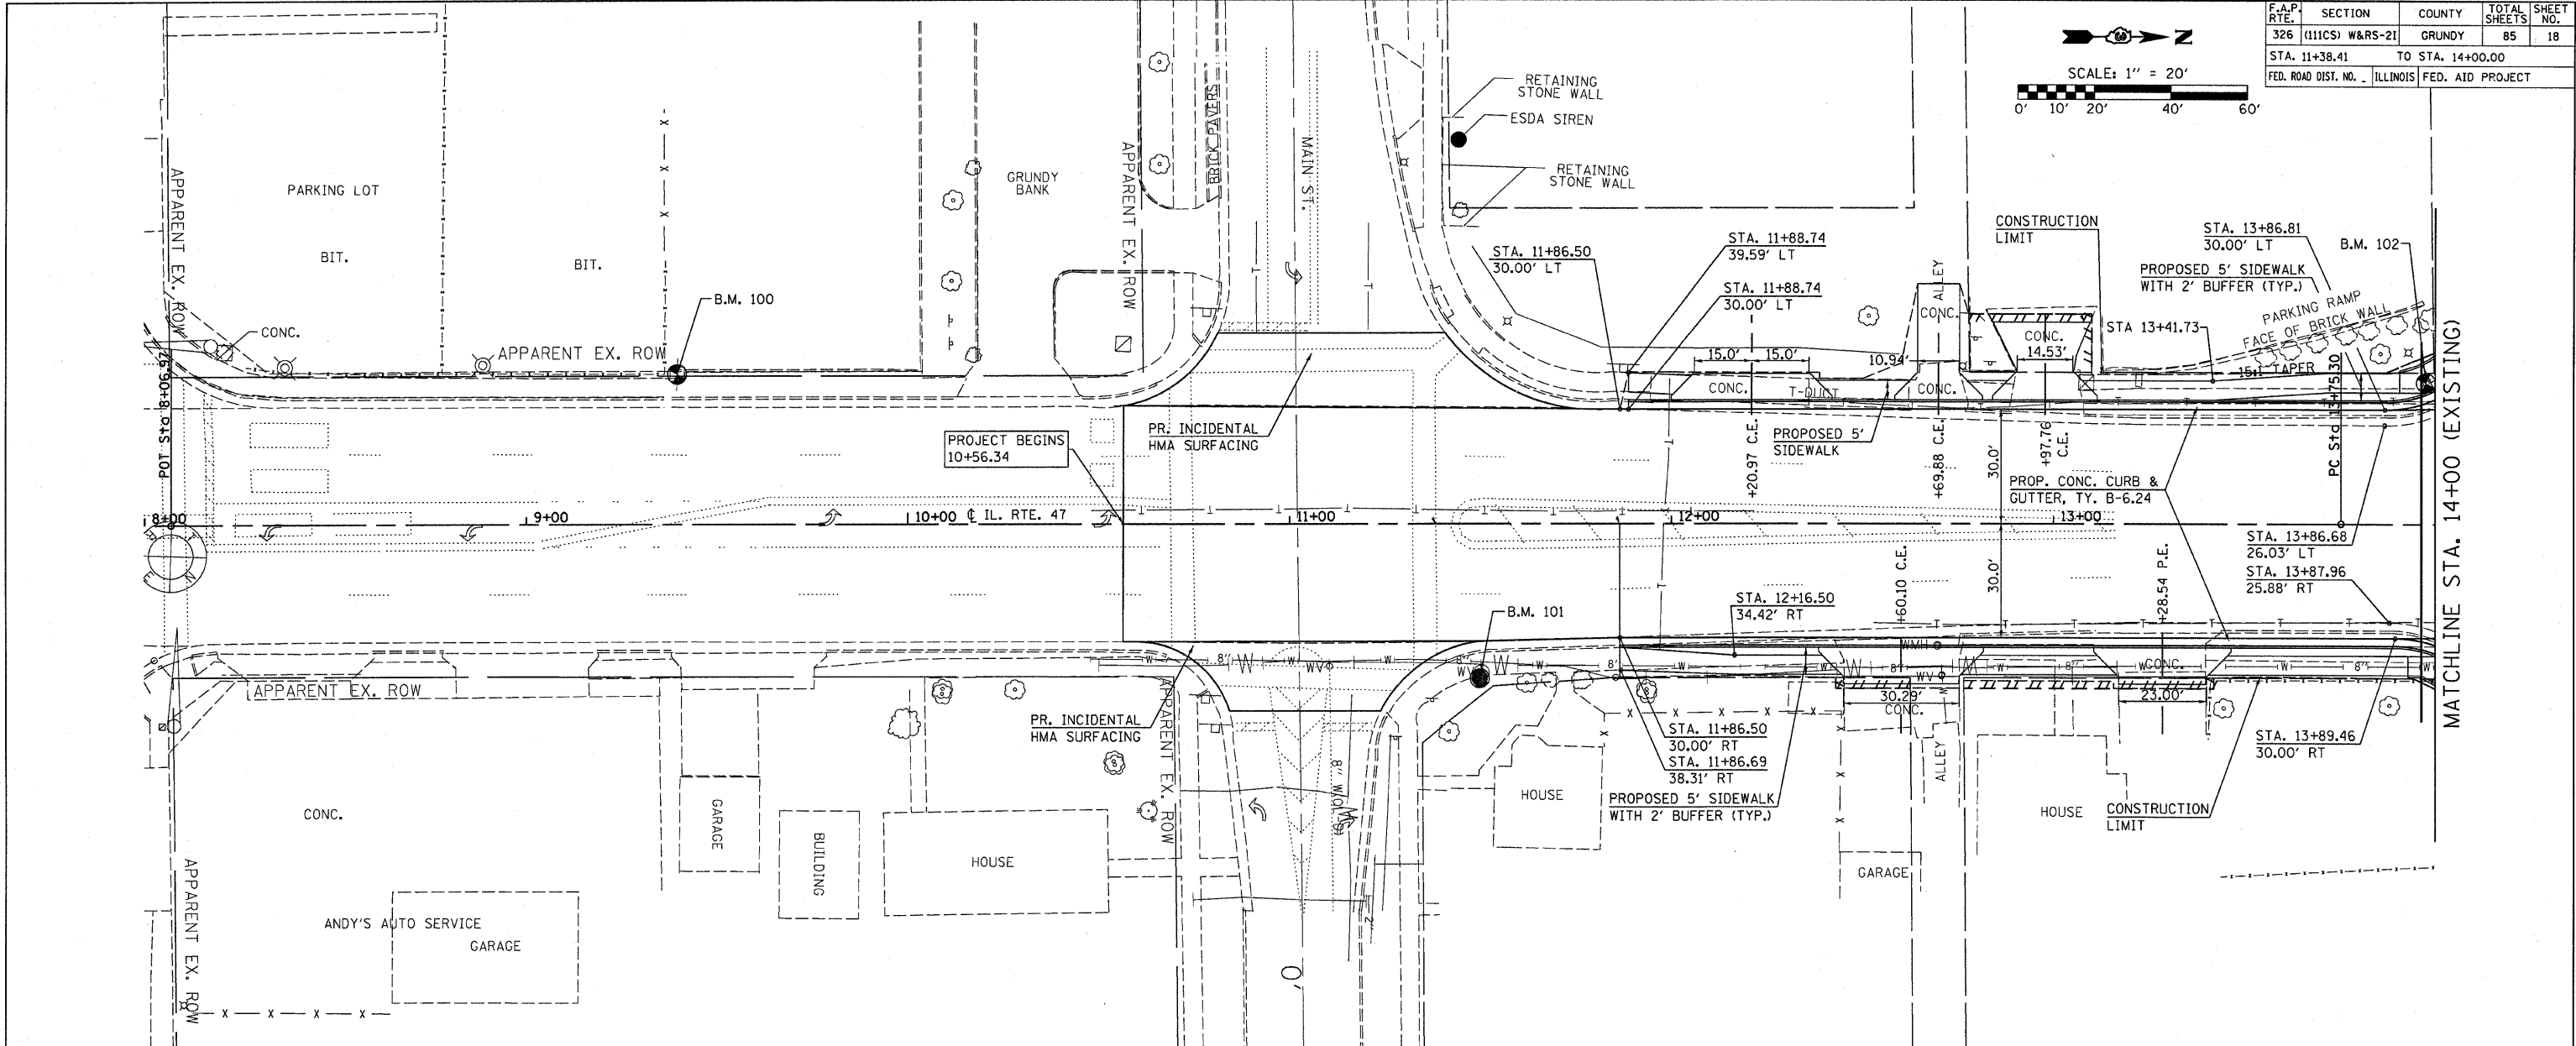 F.A.P. RTE. SECTION COUNTY TOTAL SHEETS SHEET NO.
326 (111CS) W&RS-2I GRUNDY 85 18
STA. 11+38.41 TO STA. 14+00.00
FED. ROAD DIST. NO. _ ILLINOIS FED. AID PROJECT
N
SCALE: 1" = 20'
0' 10' 20' 40' 60'
PARKING LOT
BIT.
BIT.
APPARENT EX. ROW
CONC.
B.M. 100
APPARENT EX. ROW
GRUNDY
BANK
APPARENT EX. ROW
BRICK PAVERS
MAIN ST.
RETAINING
STONE WALL
ESDA SIREN
RETAINING
STONE WALL
STA. 11+86.50
30.00' LT
STA. 11+88.74
39.59' LT
STA. 11+88.74
30.00' LT
CONSTRUCTION
LIMIT
STA. 13+86.81
30.00' LT
B.M. 102
PROPOSED 5' SIDEWALK
WITH 2' BUFFER (TYP.)
PARKING RAMP
FACE OF BRICK WALL
STA 13+41.73
15:1 TAPER
ALLEY
CONC.
CONC.
14.53'
15.0' 15.0'
10.94'
CONC.
T-DUCT
CONC.
PROPOSED 5'
SIDEWALK
+20.97 C.E.
+69.88 C.E.
+97.76
C.E.
30.0'
30.0'
PC Sta 13+75.30
PROP. CONC. CURB &
GUTTER, TY. B-6.24
POT Sta 8+06.92
PROJECT BEGINS
10+56.34
PR. INCIDENTAL
HMA SURFACING
8+00
9+00
10+00 ℄ IL. RTE. 47
11+00
12+00
13+00
STA. 13+86.68
26.03' LT
STA. 13+87.96
25.88' RT
MATCHLINE STA. 14+00 (EXISTING)
B.M. 101
STA. 12+16.50
34.42' RT
+60.10 C.E.
+28.54 P.E.
WMH
WV
WV
WV
CONC.
30.29'
CONC.
23.00'
APPARENT EX. ROW
PR. INCIDENTAL
HMA SURFACING
APPARENT EX. ROW
STA. 11+86.50
30.00' RT
STA. 11+86.69
38.31' RT
PROPOSED 5' SIDEWALK
WITH 2' BUFFER (TYP.)
STA. 13+89.46
30.00' RT
CONSTRUCTION
LIMIT
CONC.
GARAGE
BUILDING
HOUSE
HOUSE
ALLEY
GARAGE
HOUSE
APPARENT EX. ROW
ANDY'S AUTO SERVICE
GARAGE
0'